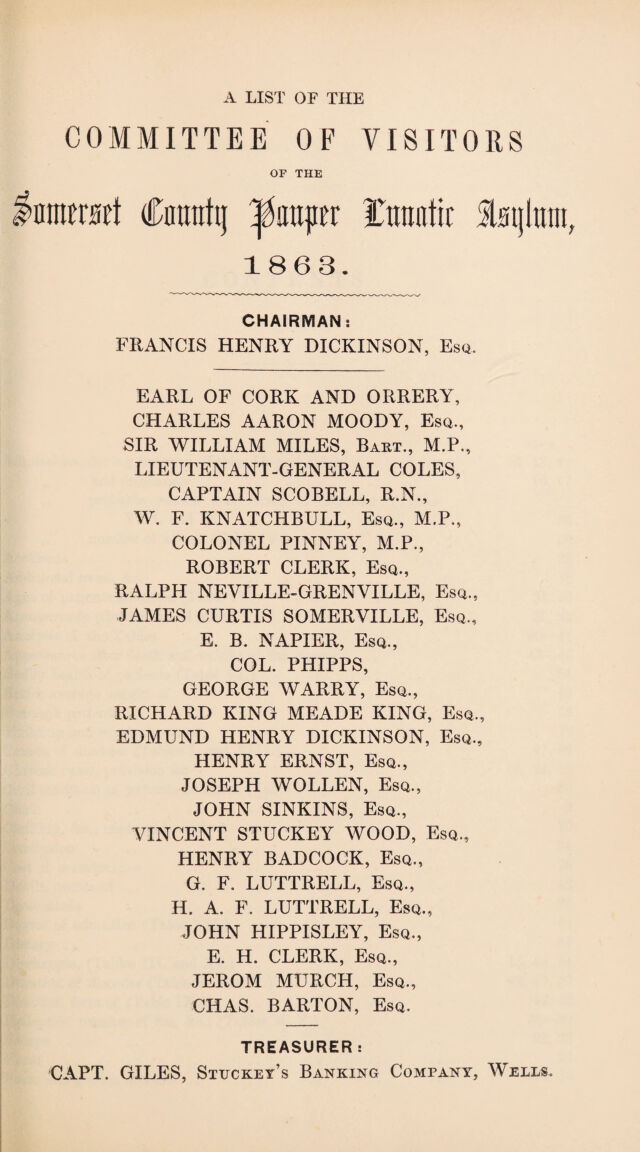 A LIST OF THE
COMMITTEE OF VISITORS
OF THE
Somerset County Pauper Lunatic Asylum,
1863.
CHAIRMAN:
FRANCIS HENRY DICKINSON, Esq.
EARL OF CORK AND ORRERY,
CHARLES AARON MOODY, Esq.,
SIR WILLIAM MILES, Bart., M.P.,
LIEUTENANT-GENERAL COLES,
CAPTAIN SCOBELL, R.N.,
W. F. KNATCHBULL, Esq., M.P.,
COLONEL PINNEY, M.P.,
ROBERT CLERK, Esq.,
RALPH NEVILLE-GRENVILLE, Esq.,
JAMES CURTIS SOMERVILLE, Esq.,
E. B. NAPIER, Esq.,
COL. PHIPPS,
GEORGE WARRY, Esq.,
RICHARD KING MEADE KING, Esq.,
EDMUND HENRY DICKINSON, Esq.,
HENRY ERNST, Esq.,
JOSEPH WOLLEN, Esq.,
JOHN SINKINS, Esq.,
VINCENT STUCKEY WOOD, Esq.,
HENRY BADCOCK, Esq.,
G. F. LUTTRELL, Esq.,
H. A. F. LUTTRELL, Esq.,
JOHN HIPPISLEY, Esq.,
E. H. CLERK, Esq.,
JEROM MURCH, Esq.,
CHAS. BARTON, Esq.
TREASURER:
CAPT. GILES, Stuckey's Banking Company, Wells.